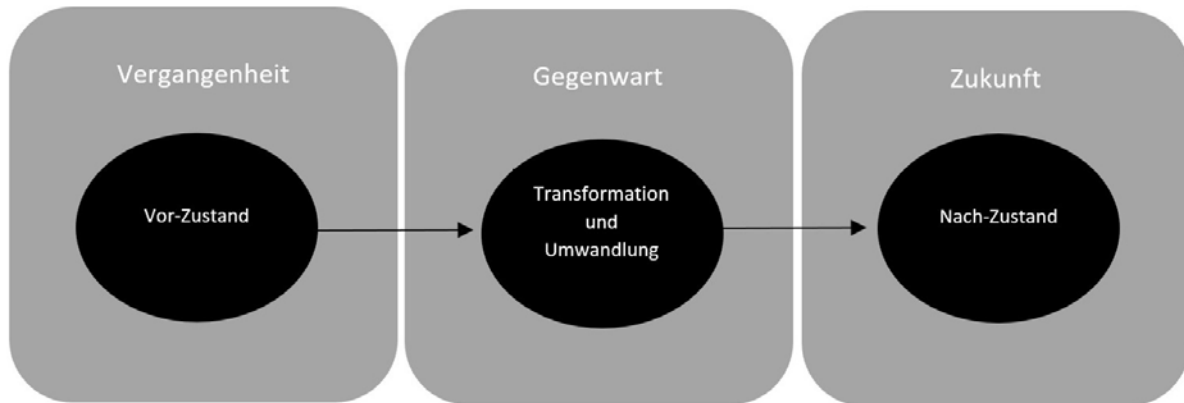 Vergangenheit
Vor-Zustand
Gegenwart
Transformation
und
Umwandlung
Zukunft
Nach-Zustand